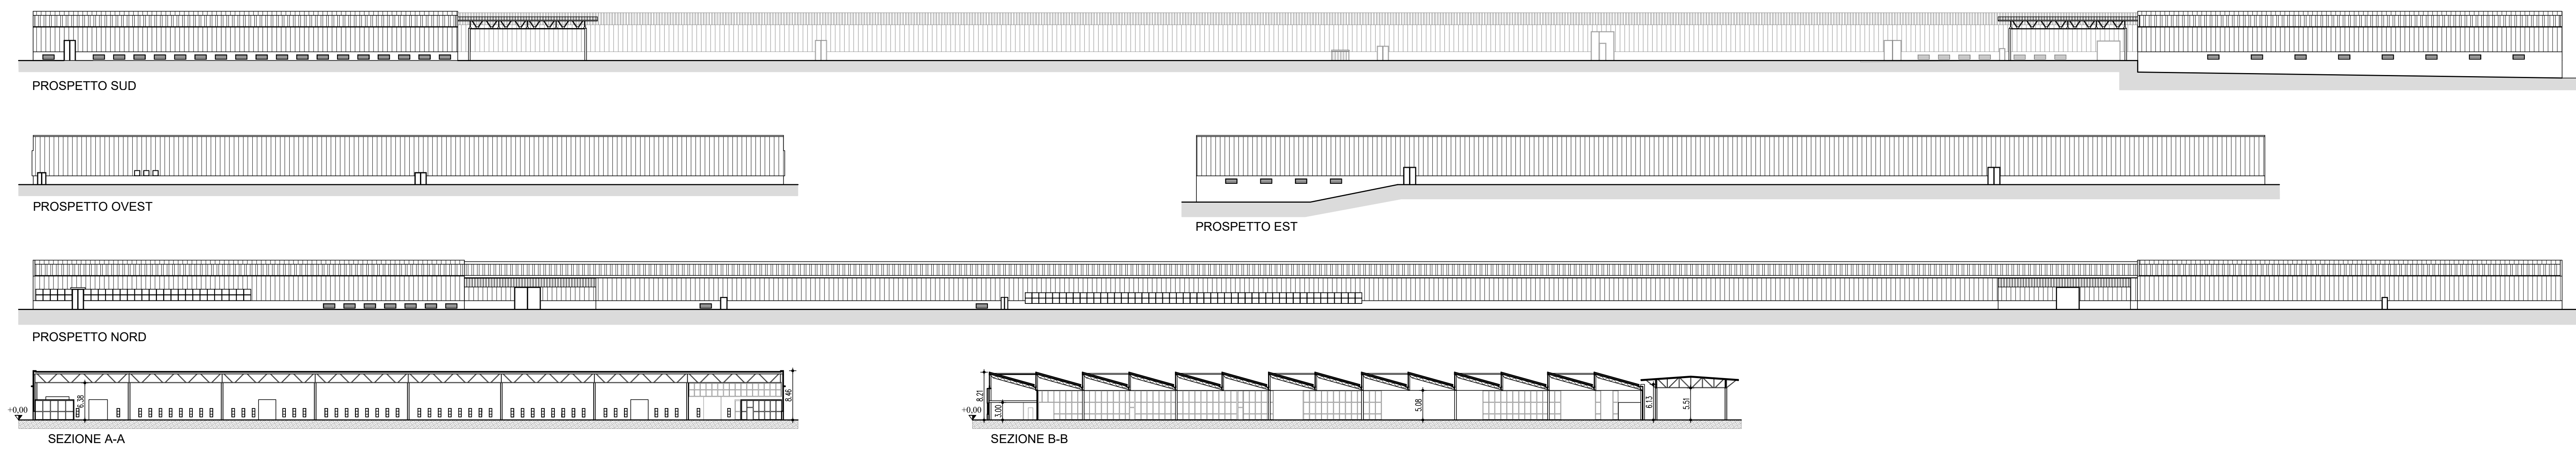 PROSPETTO SUD
PROSPETTO OVEST
PROSPETTO EST
PROSPETTO NORD
+0,00
6.38
8.46
SEZIONE A-A
+0,00
8.21
3.00
5.08
6.13
5.51
SEZIONE B-B